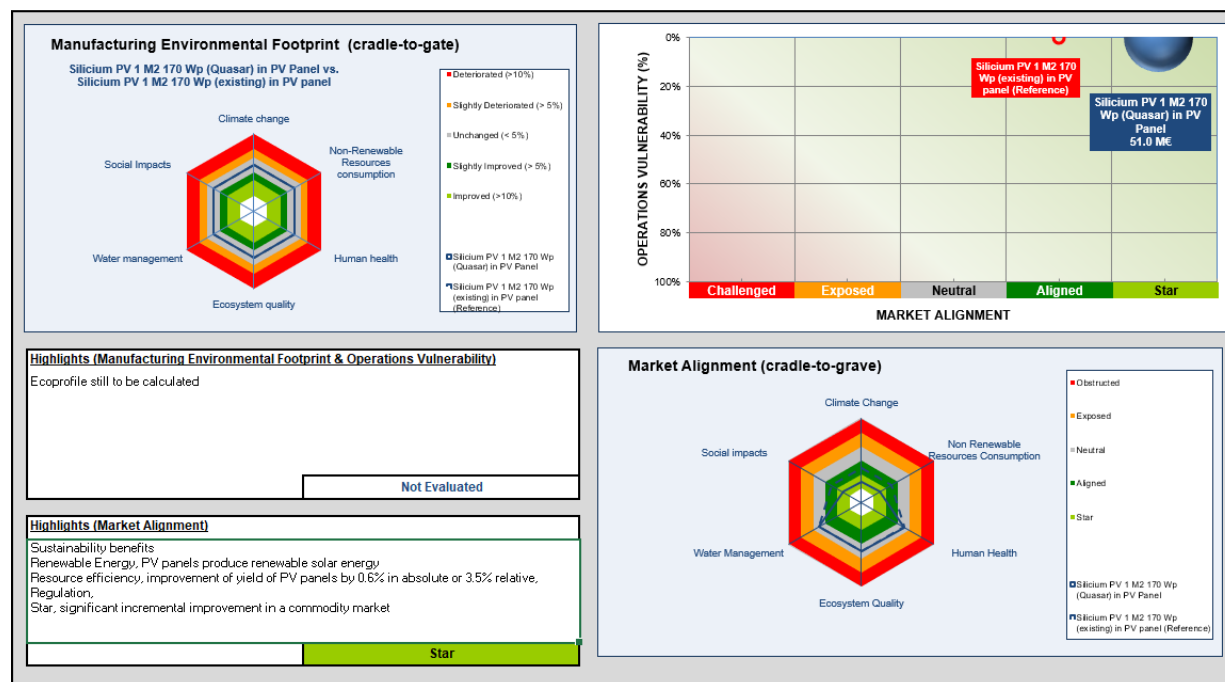 Manufacturing Environmental Footprint (cradle-to-gate)
Silicium PV 1 M2 170 Wp (Quasar) in PV Panel vs.
Silicium PV 1 M2 170 Wp (existing) in PV panel
Climate change
Non-Renewable
Resources
consumption
Human health
Ecosystem quality
Water management
Social Impacts
Deteriorated (>10%)
Slightly Deteriorated (> 5%)
Unchanged (< 5%)
Slightly Improved (> 5%)
Improved (>10%)
Silicium PV 1 M2 170 Wp
(Quasar) in PV Panel
Silicium PV 1 M2 170 Wp
(existing) in PV panel
(Reference)
OPERATIONS VULNERABILITY (%)
0%
20%
40%
60%
80%
100%
Silicium PV 1 M2 170
Wp (existing) in PV
panel (Reference)
Silicium PV 1 M2 170
Wp (Quasar) in PV
Panel
51.0 M€
Challenged
Exposed
Neutral
Aligned
Star
MARKET ALIGNMENT
Highlights (Manufacturing Environmental Footprint & Operations Vulnerability)
Ecoprofile still to be calculated
Not Evaluated
Highlights (Market Alignment)
Sustainability benefits
Renewable Energy, PV panels produce renewable solar energy
Resource efficiency, improvement of yield of PV panels by 0.6% in absolute or 3.5% relative,
Regulation,
Star, significant incremental improvement in a commodity market
Star
Market Alignment (cradle-to-grave)
Climate Change
Non Renewable
Resources Consumption
Human Health
Ecosystem Quality
Water Management
Social impacts
Obstructed
Exposed
Neutral
Aligned
Star
Silicium PV 1 M2 170 Wp
(Quasar) in PV Panel
Silicium PV 1 M2 170 Wp
(existing) in PV panel (Reference)